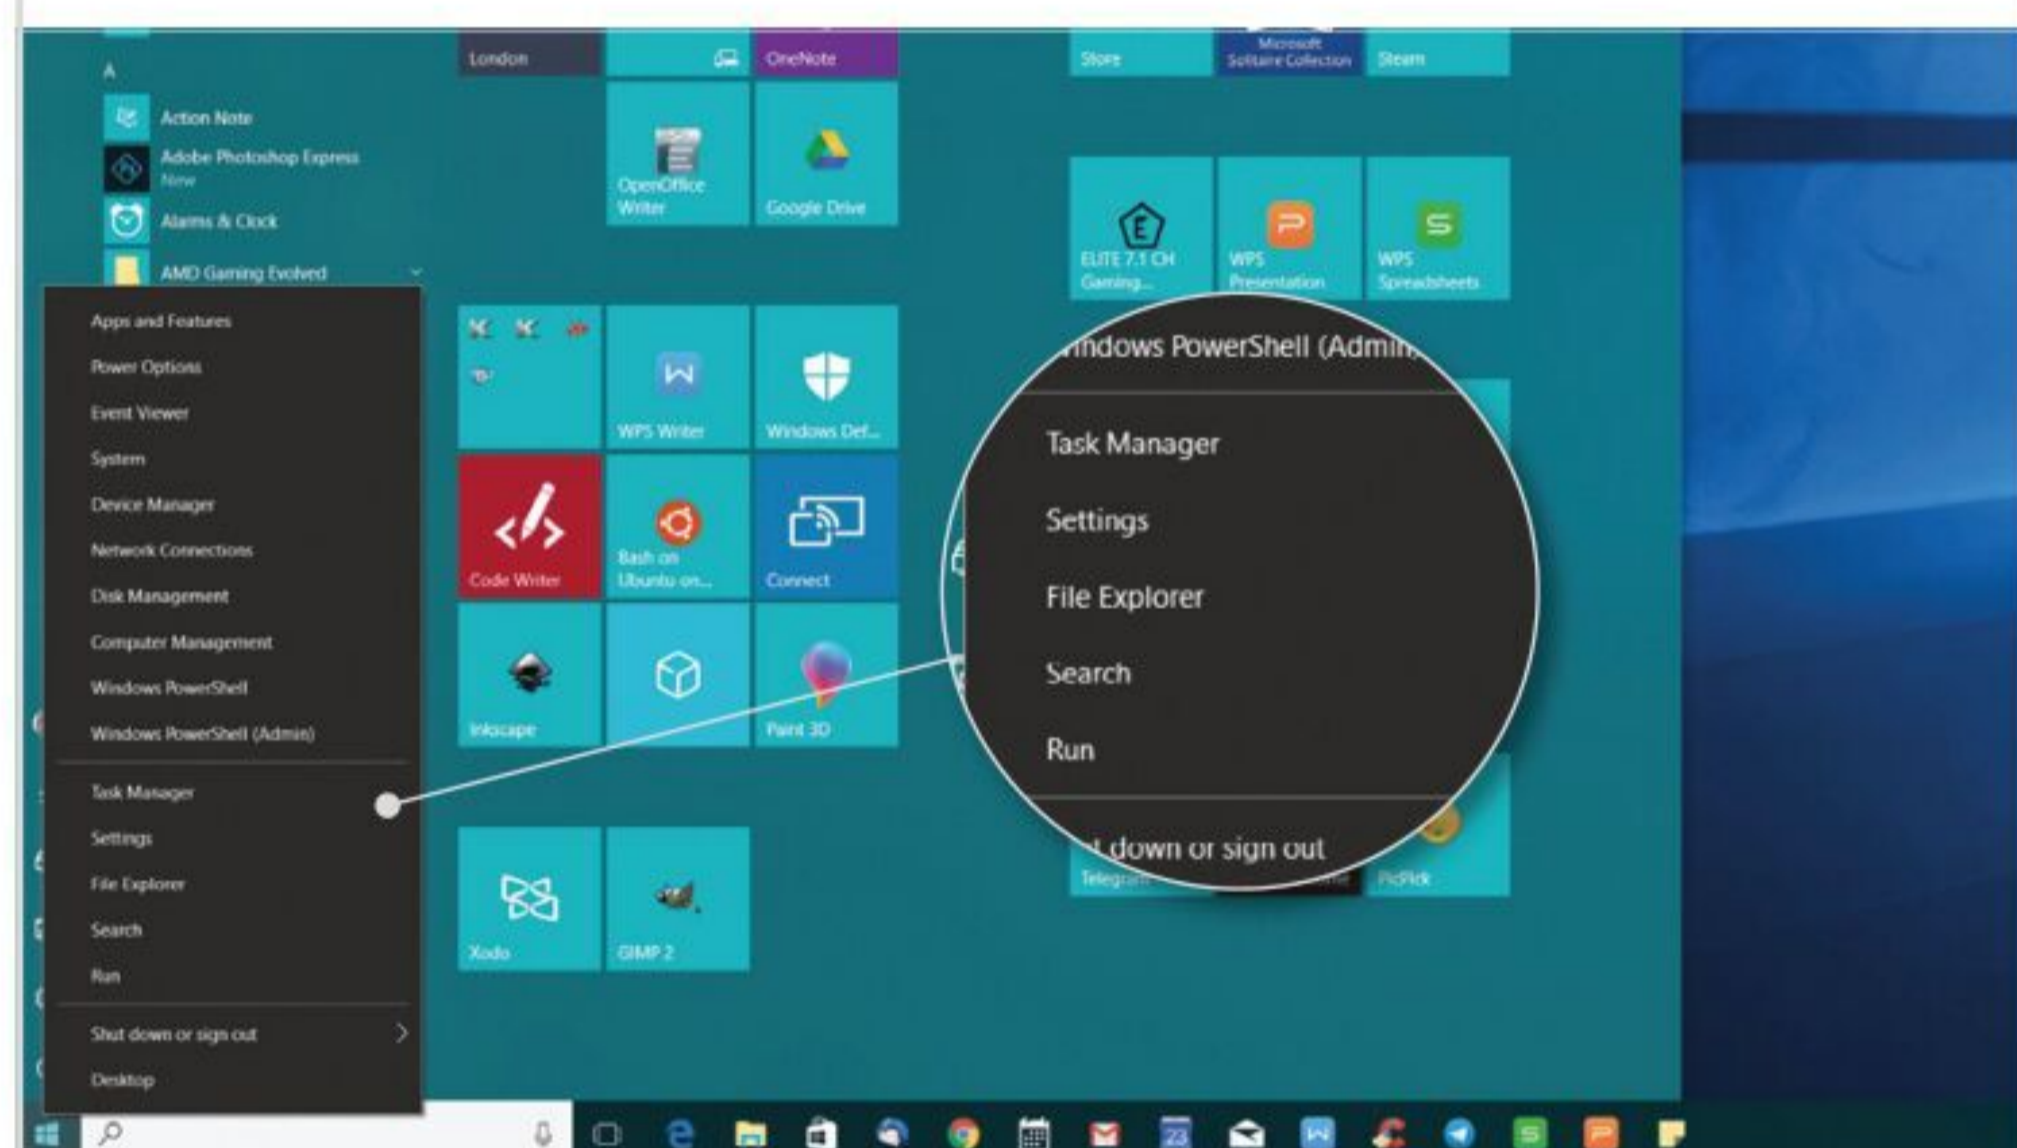 London
OneNote
Store
Microsoft
Solitaire Collection
Steam
A
Action Note
Adobe Photoshop Express
New
Alarms & Clock
AMD Gaming Evolved
OpenOffice
Writer
Google Drive
ELITE 7.1 CH
Gaming...
WPS
Presentation
WPS
Spreadsheets
Apps and Features
Power Options
Event Viewer
System
Device Manager
Network Connections
Disk Management
Computer Management
Windows PowerShell
Windows PowerShell (Admin)
Task Manager
Settings
File Explorer
Search
Run
Shut down or sign out
Desktop
WPS Writer
Windows Def...
Code Writer
Bash on
Ubuntu on...
Connect
Inkscape
Paint 3D
Xodo
GIMP 2
indows PowerShell (Admin
Task Manager
Settings
File Explorer
Search
Run
down or sign out
Telegram
PicPick
23